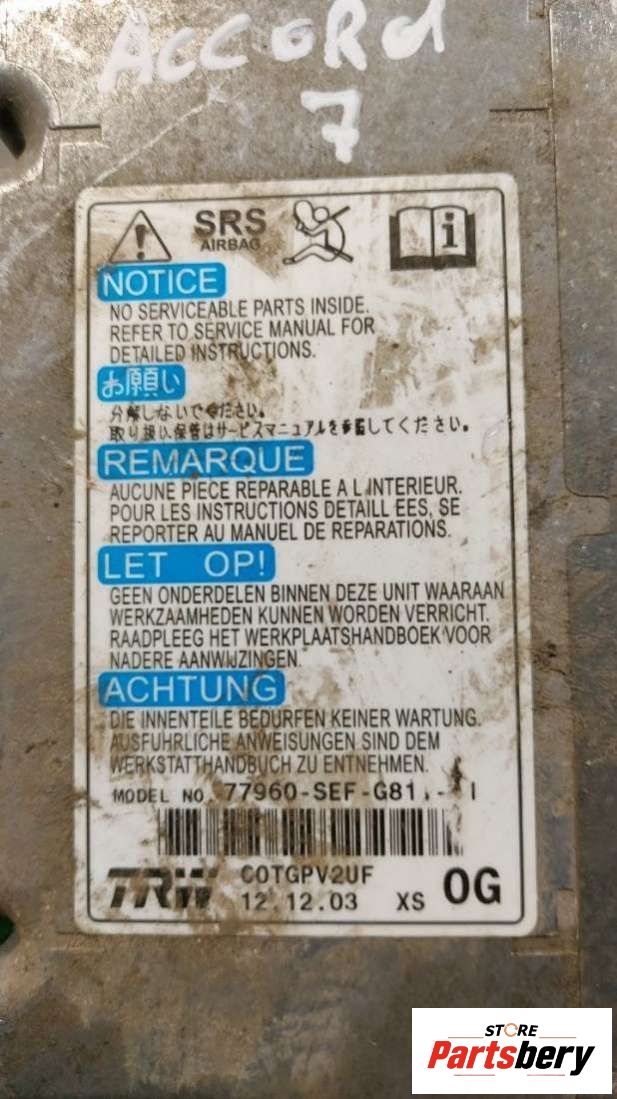 ACCORd
7
SRS
AIRBAG
NOTICE
NO SERVICEABLE PARTS INSIDE.
REFER TO SERVICE MANUAL FOR
DETAILED INSTRUCTIONS.
お願い
分解しないでください。
取り扱い保管はサービスマニュアルを参照してください。
REMARQUE
AUCUNE PIECE REPARABLE A L INTERIEUR.
POUR LES INSTRUCTIONS DETAILL EES, SE
REPORTER AU MANUEL DE REPARATIONS.
LET OP!
GEEN ONDERDELEN BINNEN DEZE UNIT WAARAAN
WERKZAAMHEDEN KUNNEN WORDEN VERRICHT.
RAADPLEEG HET WERKPLAATSHANDBOEK VOOR
NADERE AANWIJZINGEN.
ACHTUNG
DIE INNENTEILE BEDURFEN KEINER WARTUNG.
AUSFUHRLICHE ANWEISUNGEN SIND DEM
WERKSTATTHANDBUCH ZU ENTNEHMEN.
MODEL NO. 77960-SEF-G81
TRW C0TGPV2UF
12.12.03 XS 0G
STORE
Partsbery